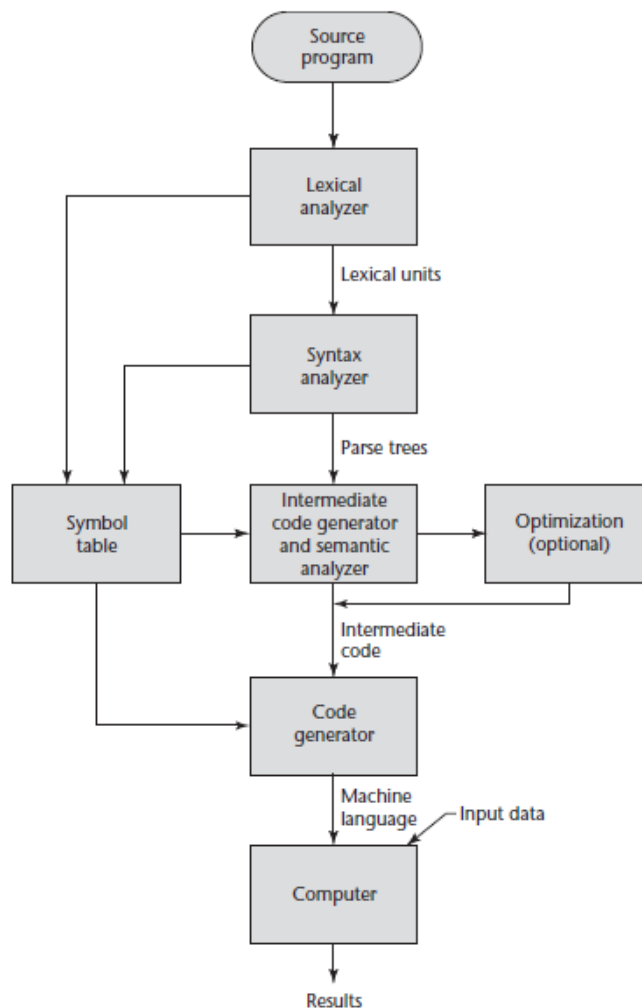 Source
program
Lexical
analyzer
Lexical units
Syntax
analyzer
Parse trees
Symbol
table
Intermediate
code generator
and semantic
analyzer
Optimization
(optional)
Intermediate
code
Code
generator
Machine
language
Input data
Computer
Results